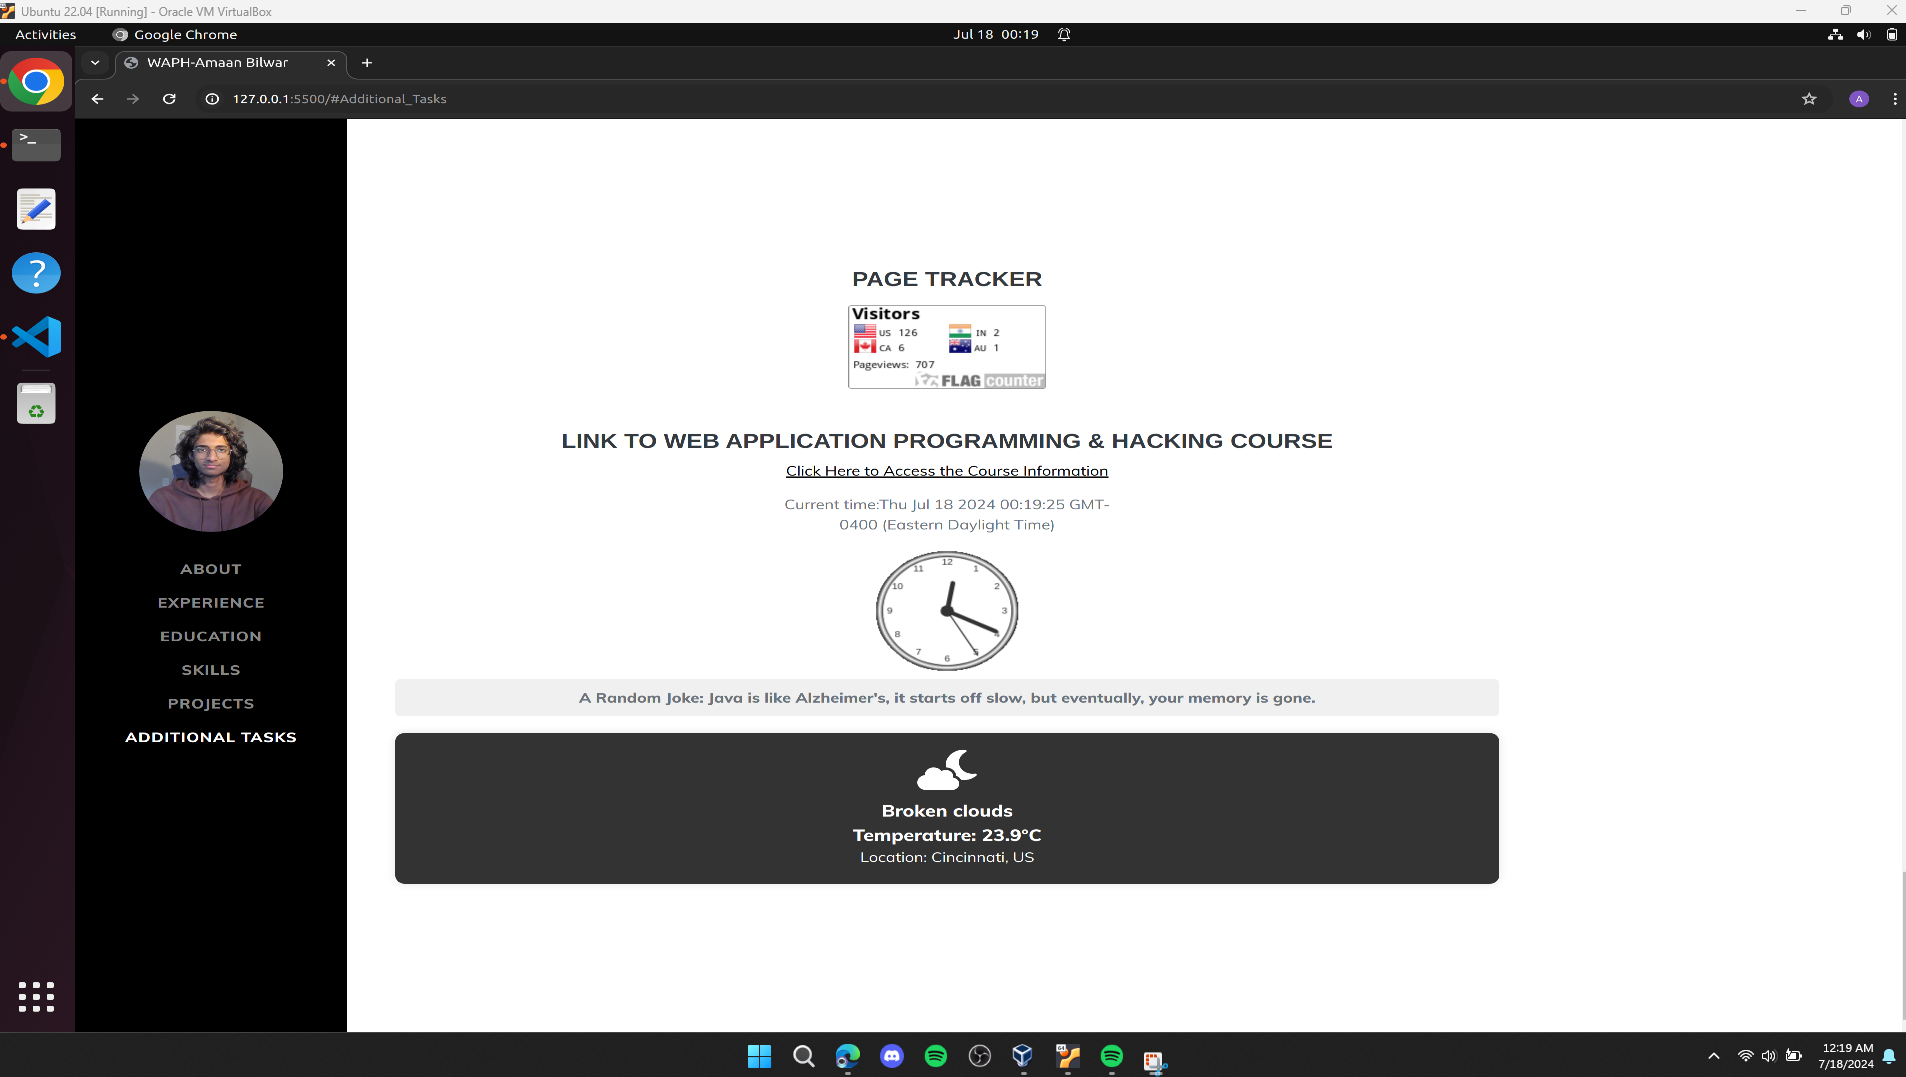 Ubuntu 22.04 [Running] - Oracle VM VirtualBox
Activities
Google Chrome
Jul 18 00:19
WAPH-Amaan Bilwar
127.0.0.1:5500/#Additional_Tasks
A
PAGE TRACKER
Visitors
US 126 IN 2
CA 6 AU 1
Pageviews: 707
FLAG counter
LINK TO WEB APPLICATION PROGRAMMING & HACKING COURSE
Click Here to Access the Course Information
Current time:Thu Jul 18 2024 00:19:25 GMT-
0400 (Eastern Daylight Time)
12
11 1
10 2
9 3
8 4
7 5
6
ABOUT
EXPERIENCE
EDUCATION
SKILLS
PROJECTS
ADDITIONAL TASKS
A Random Joke: Java is like Alzheimer's, it starts off slow, but eventually, your memory is gone.
Broken clouds
Temperature: 23.9°C
Location: Cincinnati, US
12:19 AM
7/18/2024